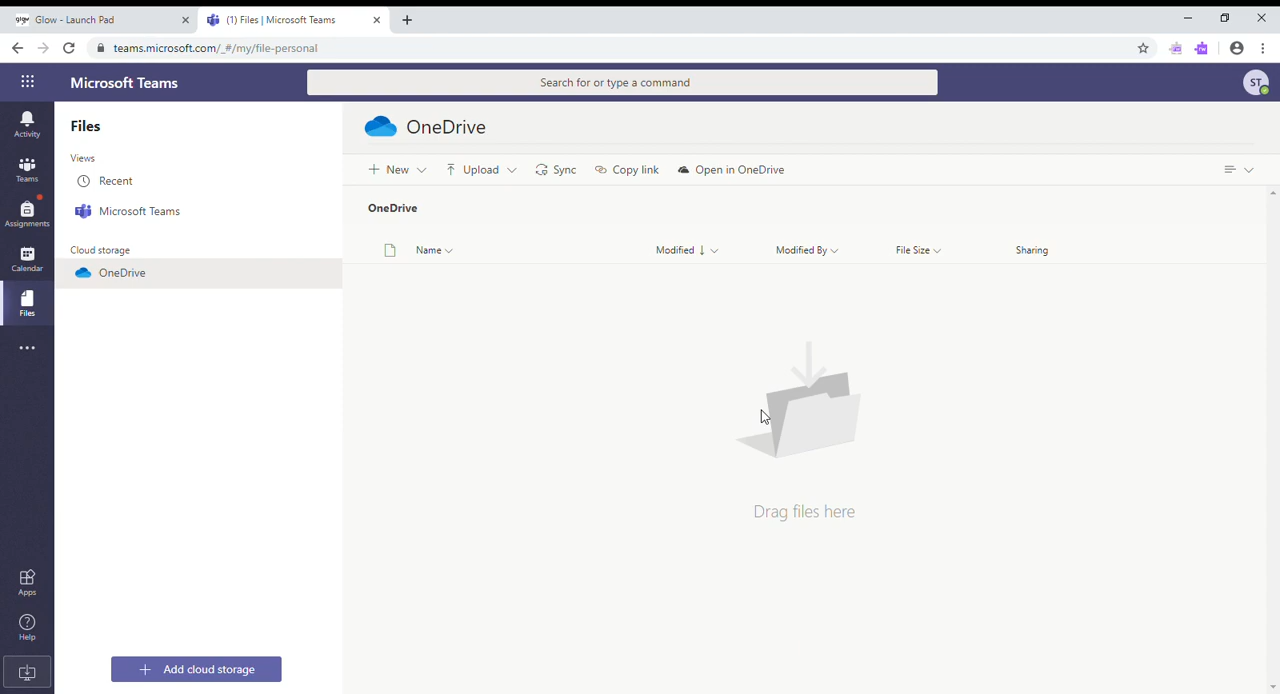 glow Glow - Launch Pad
(1) Files | Microsoft Teams
teams.microsoft.com/_#/my/file-personal
Microsoft Teams
Search for or type a command
ST
Activity
Teams
Assignments
Calendar
Files
Apps
Help
Files
Views
Recent
Microsoft Teams
Cloud storage
OneDrive
Add cloud storage
OneDrive
New Upload Sync Copy link Open in OneDrive
OneDrive
Name Modified Modified By File Size Sharing
Drag files here